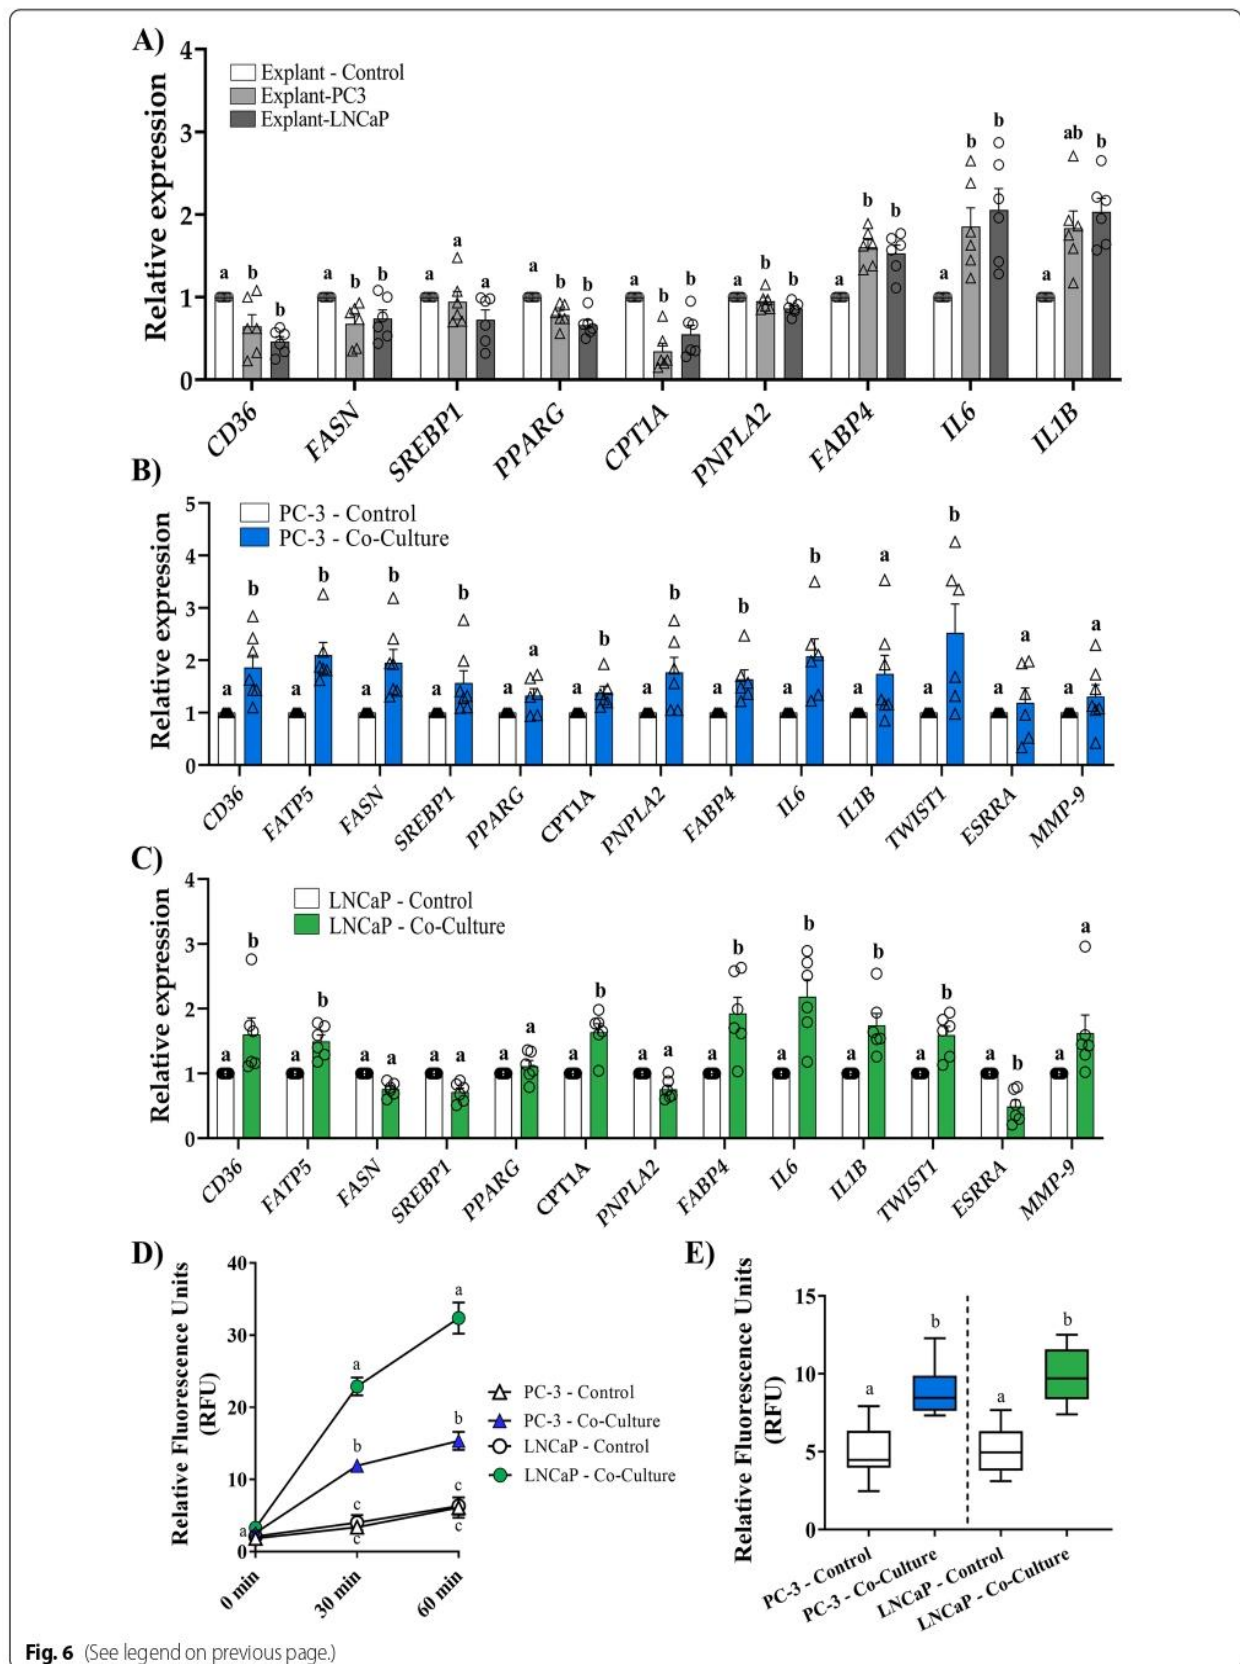 A)
4
3
2
1
0
Relative expression
Explant - Control
Explant-PC3
Explant-LNCaP
a b b
a b b
a a a
a b b
a b b
a b b
a b b
a b b
a ab b
CD36 FASN SREBP1 PPARG CPT1A PNPLA2 FABP4 IL6 IL1B
B)
5
4
3
2
1
0
Relative expression
PC-3 - Control
PC-3 - Co-Culture
a b a b a b a b a a a b a b a b a b a a a b a a a a
CD36 FATP5 FASN SREBP1 PPARG CPT1A PNPLA2 FABP4 IL6 IL1B TWIST1 ESRRA MMP-9
C)
4
3
2
1
0
Relative expression
LNCaP - Control
LNCaP - Co-Culture
a b a b a a a a a a a b a a a b a b a b a b a b a a
CD36 FATP5 FASN SREBP1 PPARG CPT1A PNPLA2 FABP4 IL6 IL1B TWIST1 ESRRA MMP-9
D)
40
30
20
10
0
Relative Fluorescence Units
(RFU)
a
a
b
c
c
a
b
c
c
0 min 30 min 60 min
PC-3 - Control
PC-3 - Co-Culture
LNCaP - Control
LNCaP - Co-Culture
E)
15
10
5
0
Relative Fluorescence Units
(RFU)
a b a b
PC-3 - Control
PC-3 - Co-Culture
LNCaP - Control
LNCaP - Co-Culture
Fig. 6 (See legend on previous page.)